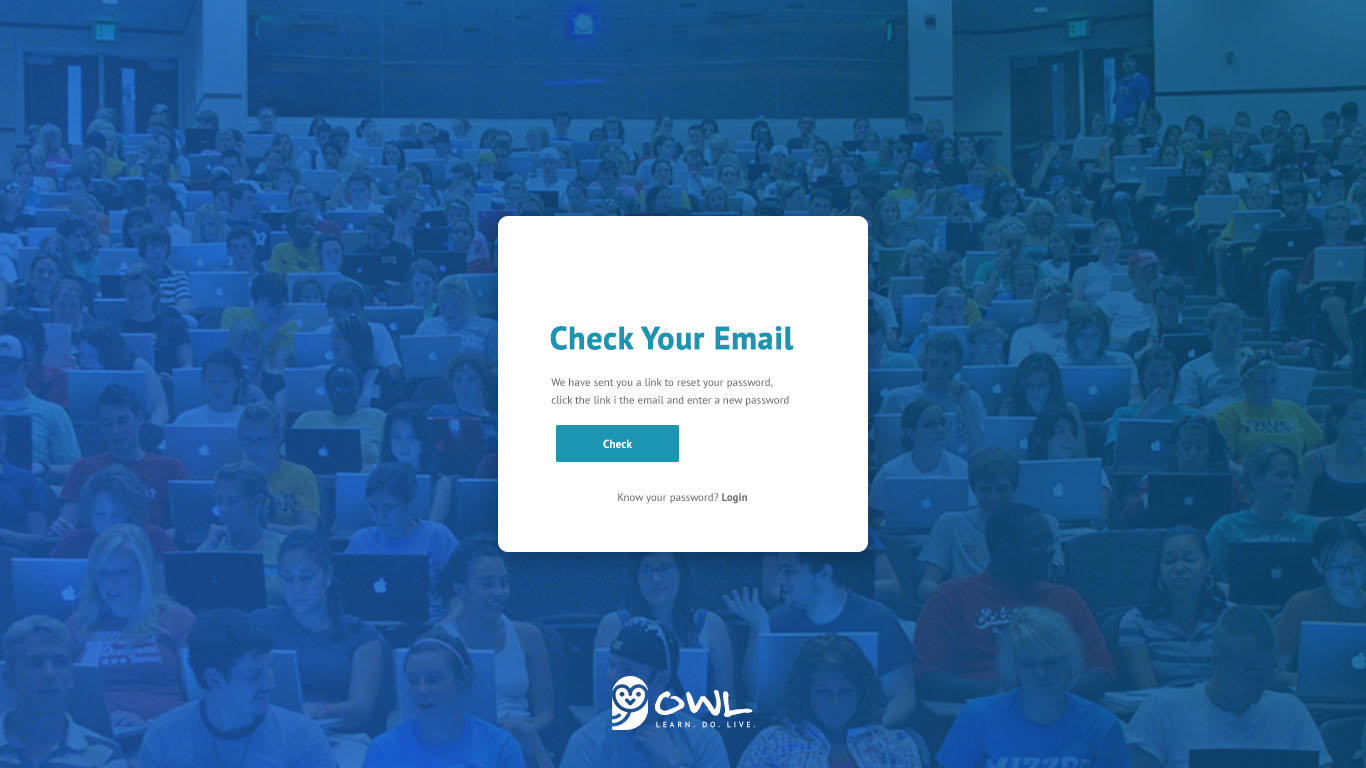 Check Your Email
We have sent you a link to reset your password,
click the link i the email and enter a new password
Check
Know your password? Login
OWL
LEARN. DO. LIVE.